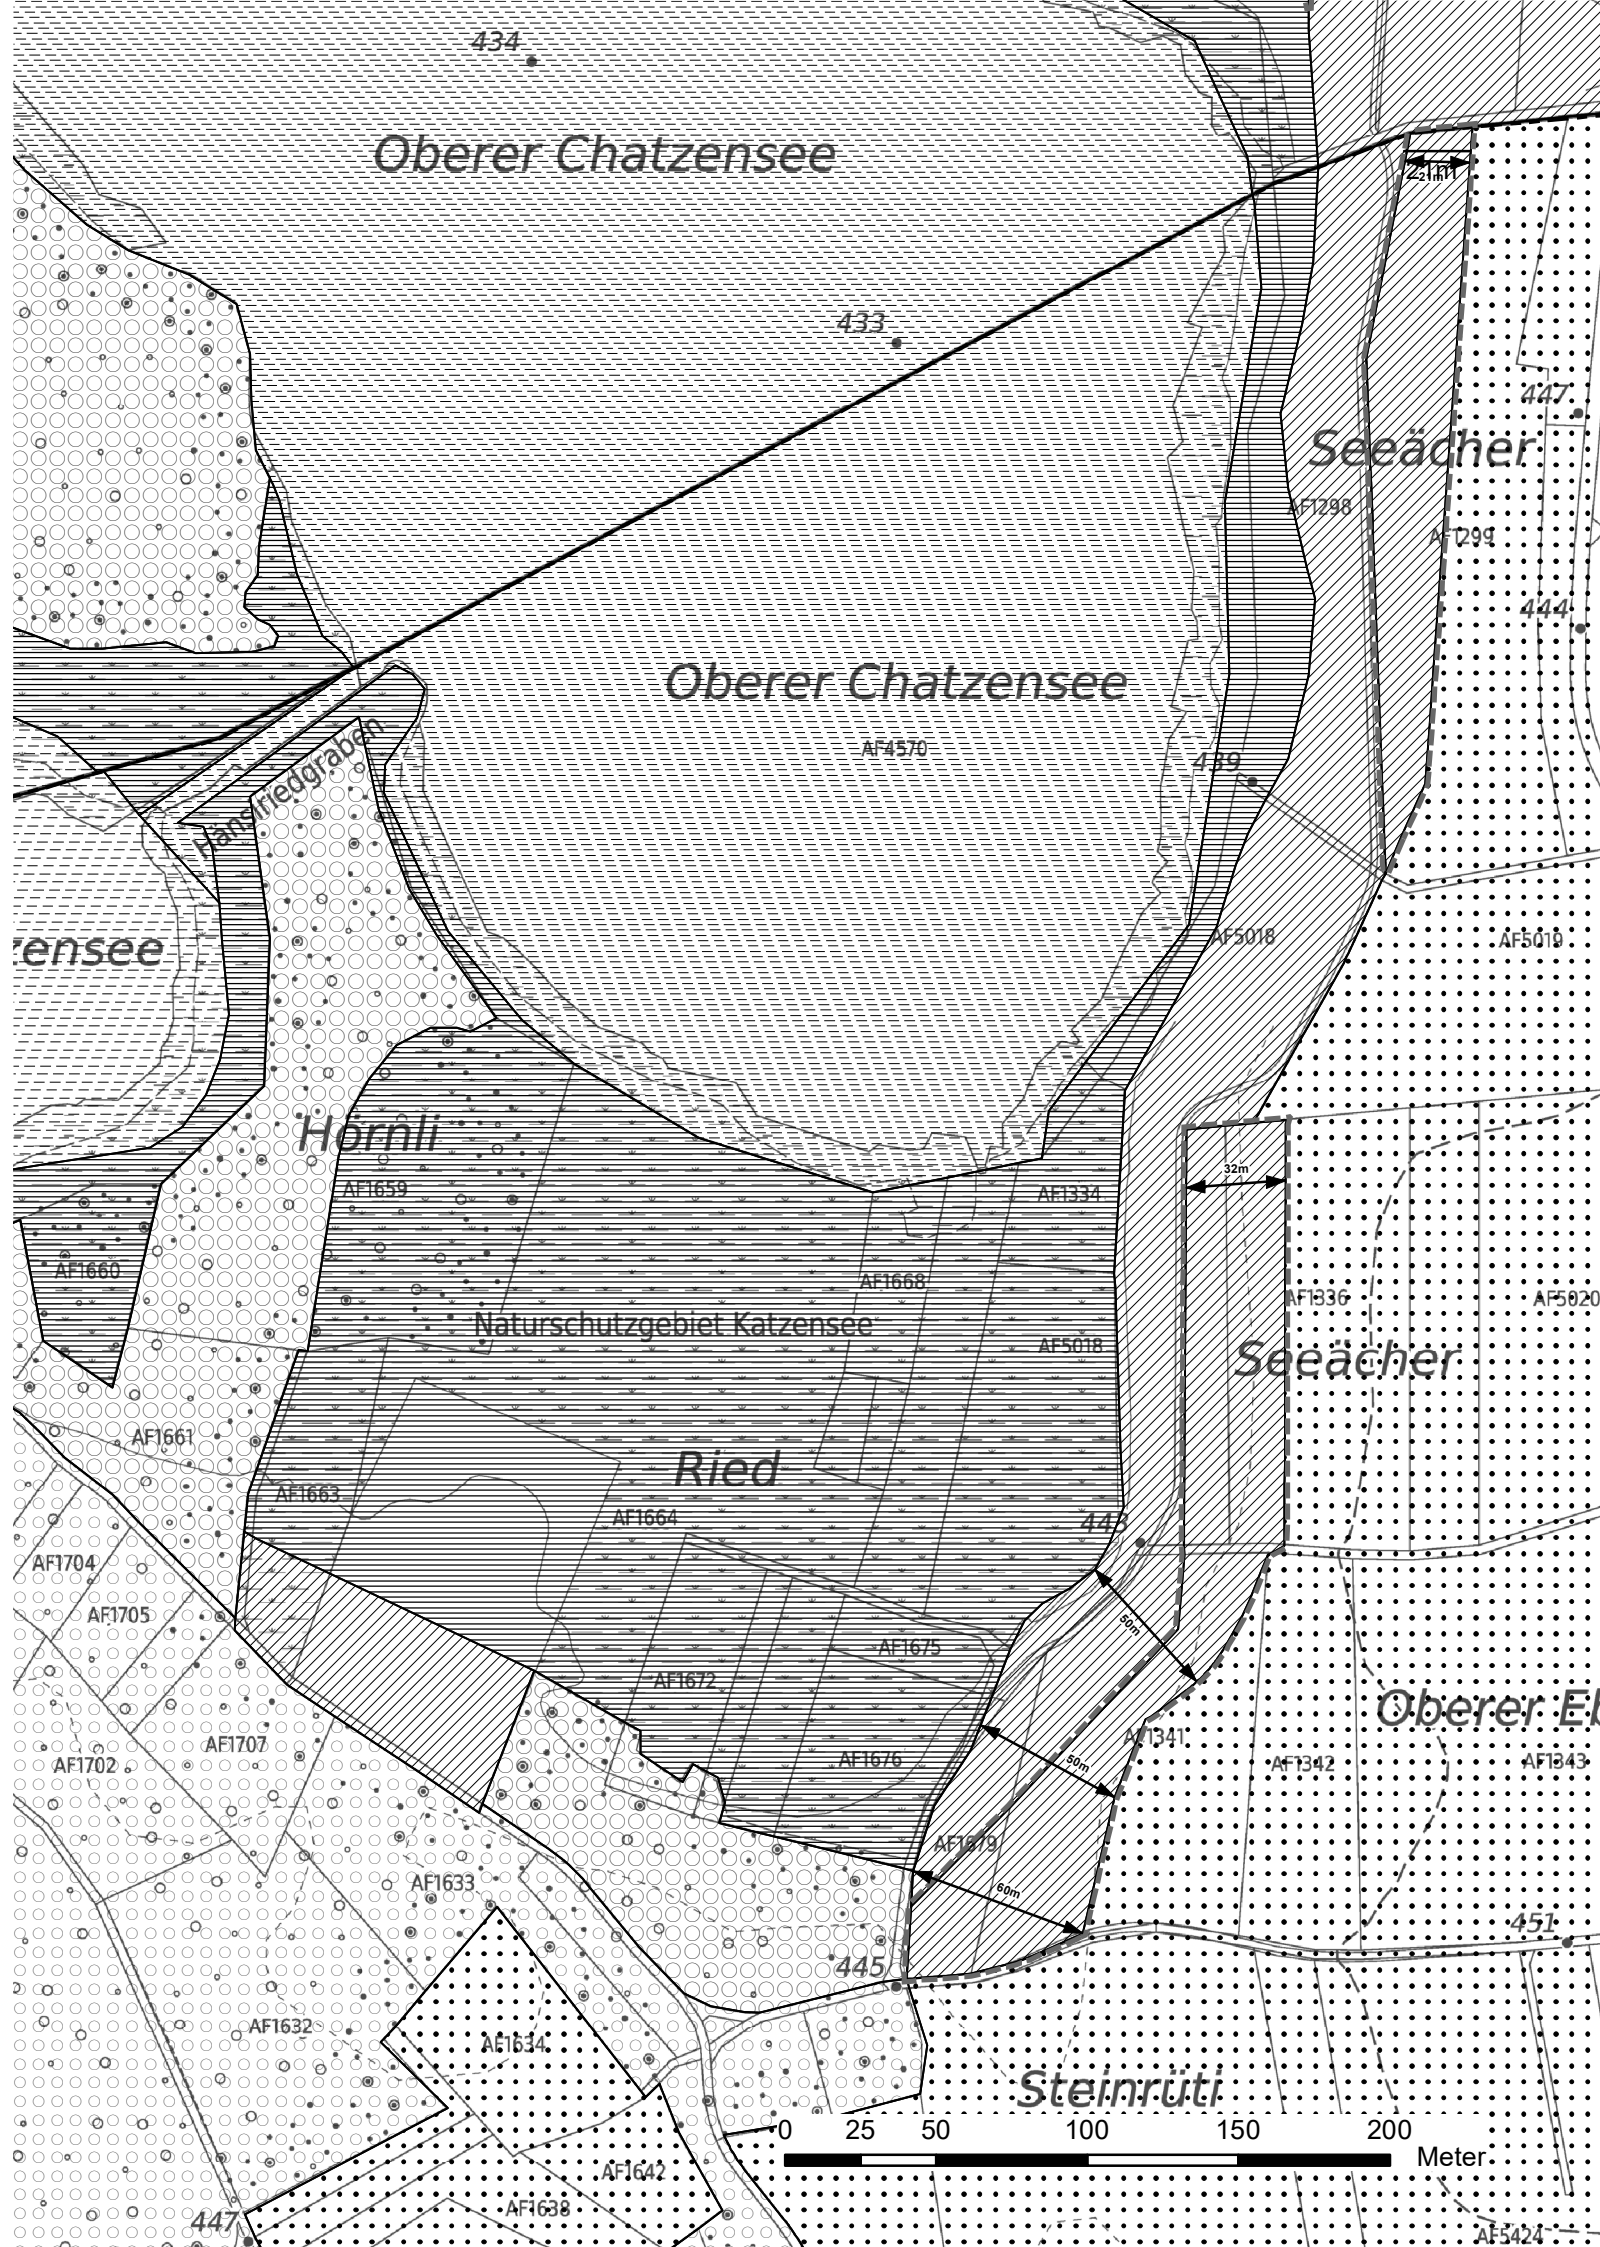 434
Oberer Chatzensee
21m
433
447
Seeächer
AF1298
AF1299
444
Oberer Chatzensee
Hänsiriedgraben
AF4570
439
zensee
AF5018
AF5019
Hörnli
32m
AF1659
AF1334
AF1660
AF1668
AF1336
AF5020
Naturschutzgebiet Katzensee
AF5018
Seeächer
AF1661
Ried
AF1663
AF1664
443
AF1704
AF1705
50m
AF1675
AF1672
Oberer Eb
AF1707
AF1341
AF1702
AF1676
50m
AF1342
AF1343
AF1679
AF1633
60m
451
445
AF1632
AF1634
Steinrüti
0 25 50 100 150 200
Meter
AF1642
AF1638
447
AF5424